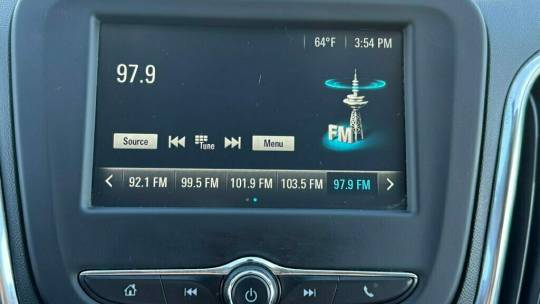 64°F 3:54 PM
97.9
FM
Source Tune Menu
92.1 FM 99.5 FM 101.9 FM 103.5 FM 97.9 FM